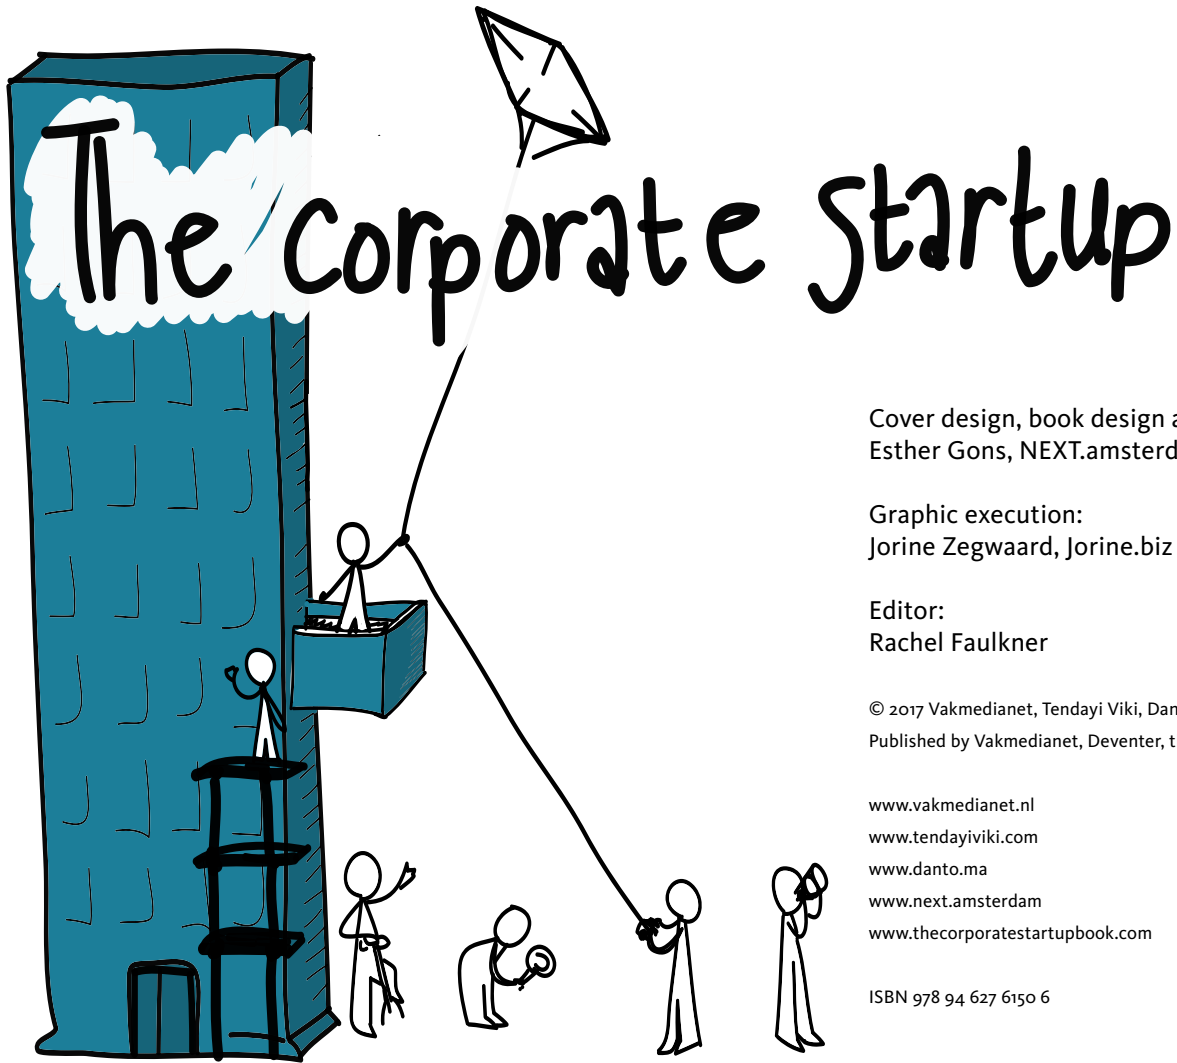 The Corporate Startup
Cover design, book design a
Esther Gons, NEXT.amsterd
Graphic execution:
Jorine Zegwaard, Jorine.biz
Editor:
Rachel Faulkner
© 2017 Vakmedianet, Tendayi Viki, Dan
Published by Vakmedianet, Deventer, t
www.vakmedianet.nl
www.tendayiviki.com
www.danto.ma
www.next.amsterdam
www.thecorporatestartupbook.com
ISBN 978 94 627 6150 6